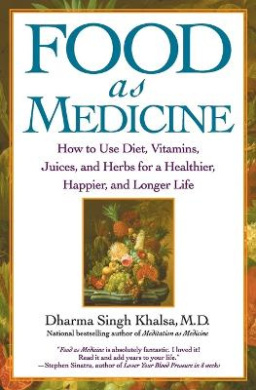 FOOD
as
MEDICINE
How to Use Diet, Vitamins,
Juices, and Herbs for a Healthier,
Happier, and Longer Life
Dharma Singh Khalsa, M.D.
National bestselling author of Meditation as Medicine
"Food as Medicine is absolutely fantastic. I loved it!
Read it and add years to your life."
—Stephen Sinatra, author of Lower Your Blood Pressure in 8 weeks